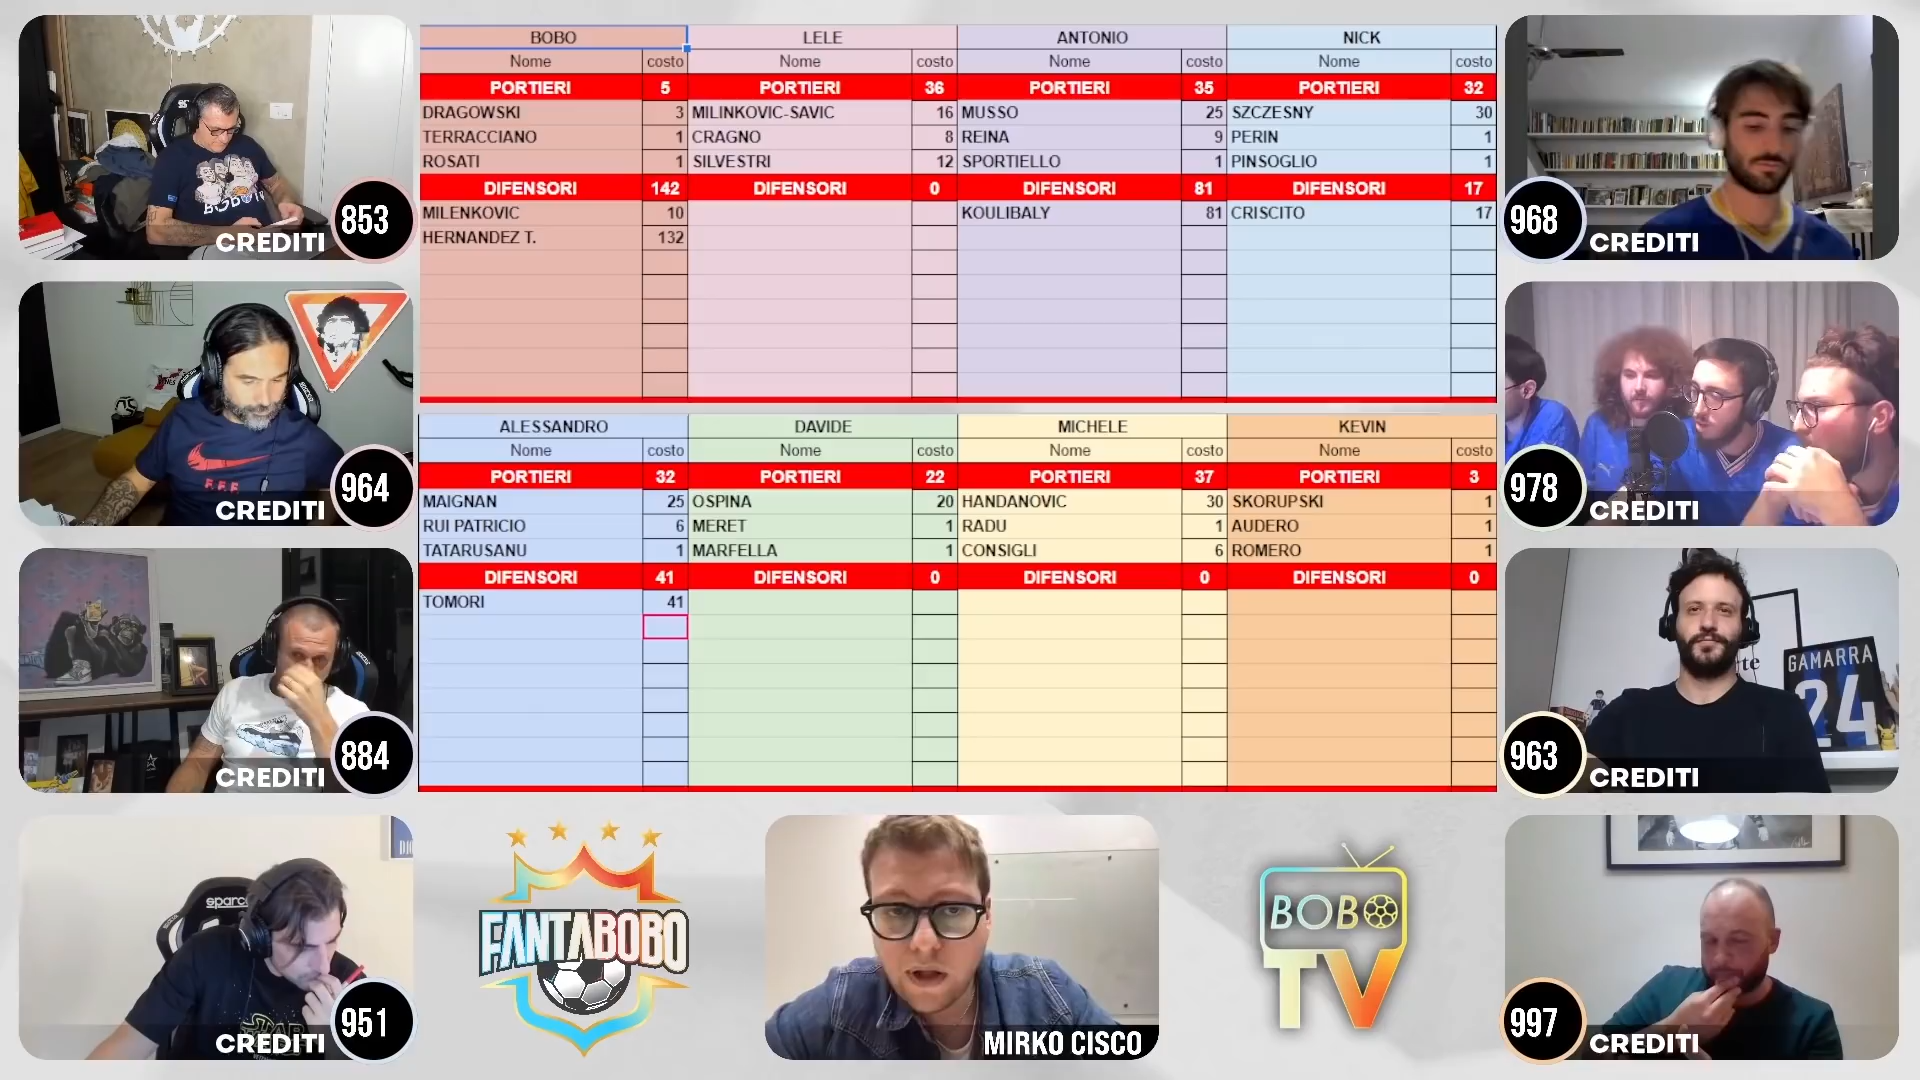 BOBO LELE ANTONIO NICK
Nome costo Nome costo Nome costo Nome costo
PORTIERI 5 PORTIERI 36 PORTIERI 35 PORTIERI 32
DRAGOWSKI 3 MILINKOVIC-SAVIC 16 MUSSO 25 SZCZESNY 30
TERRACCIANO 1 CRAGNO 8 REINA 9 PERIN 1
ROSATI 1 SILVESTRI 12 SPORTIELLO 1 PINSOGLIO 1
DIFENSORI 142 DIFENSORI 0 DIFENSORI 81 DIFENSORI 17
MILENKOVIC 10 KOULIBALY 81 CRISCITO 17
HERNANDEZ T. 132
ALESSANDRO DAVIDE MICHELE KEVIN
Nome costo Nome costo Nome costo Nome costo
PORTIERI 32 PORTIERI 22 PORTIERI 37 PORTIERI 3
MAIGNAN 25 OSPINA 20 HANDANOVIC 30 SKORUPSKI 1
RUI PATRICIO 6 MERET 1 RADU 1 AUDERO 1
TATARUSANU 1 MARFELLA 1 CONSIGLI 6 ROMERO 1
DIFENSORI 41 DIFENSORI 0 DIFENSORI 0 DIFENSORI 0
TOMORI 41
CREDITI 853
CREDITI 964
CREDITI 884
sparco
CREDITI 951
968 CREDITI
978 CREDITI
GAMARRA
24
963 CREDITI
997 CREDITI
FANTABOBO
MIRKO CISCO
BOBO
TV